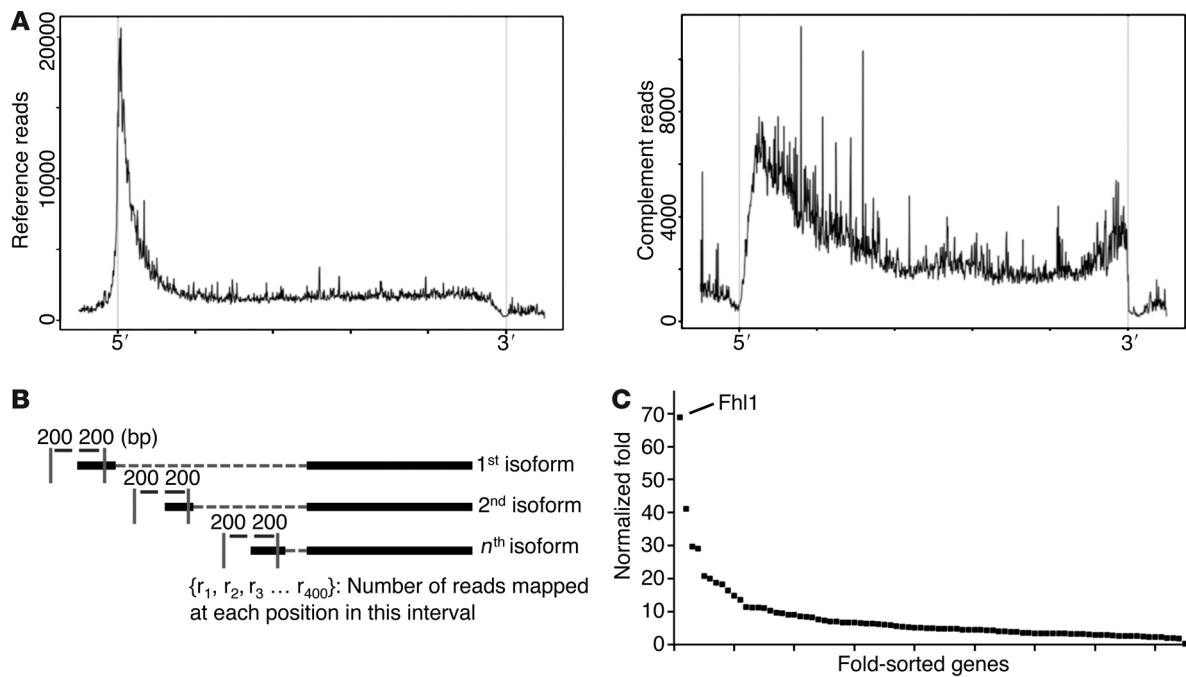 A
Reference reads
20000
10000
0
5′
3′
Complement reads
8000
4000
0
5′
3′
B
200 200 (bp)
1st isoform
200 200
2nd isoform
200 200
nth isoform
{r1, r2, r3 … r400}: Number of reads mapped
at each position in this interval
C
Normalized fold
70
60
50
40
30
20
10
0
Fhl1
Fold-sorted genes